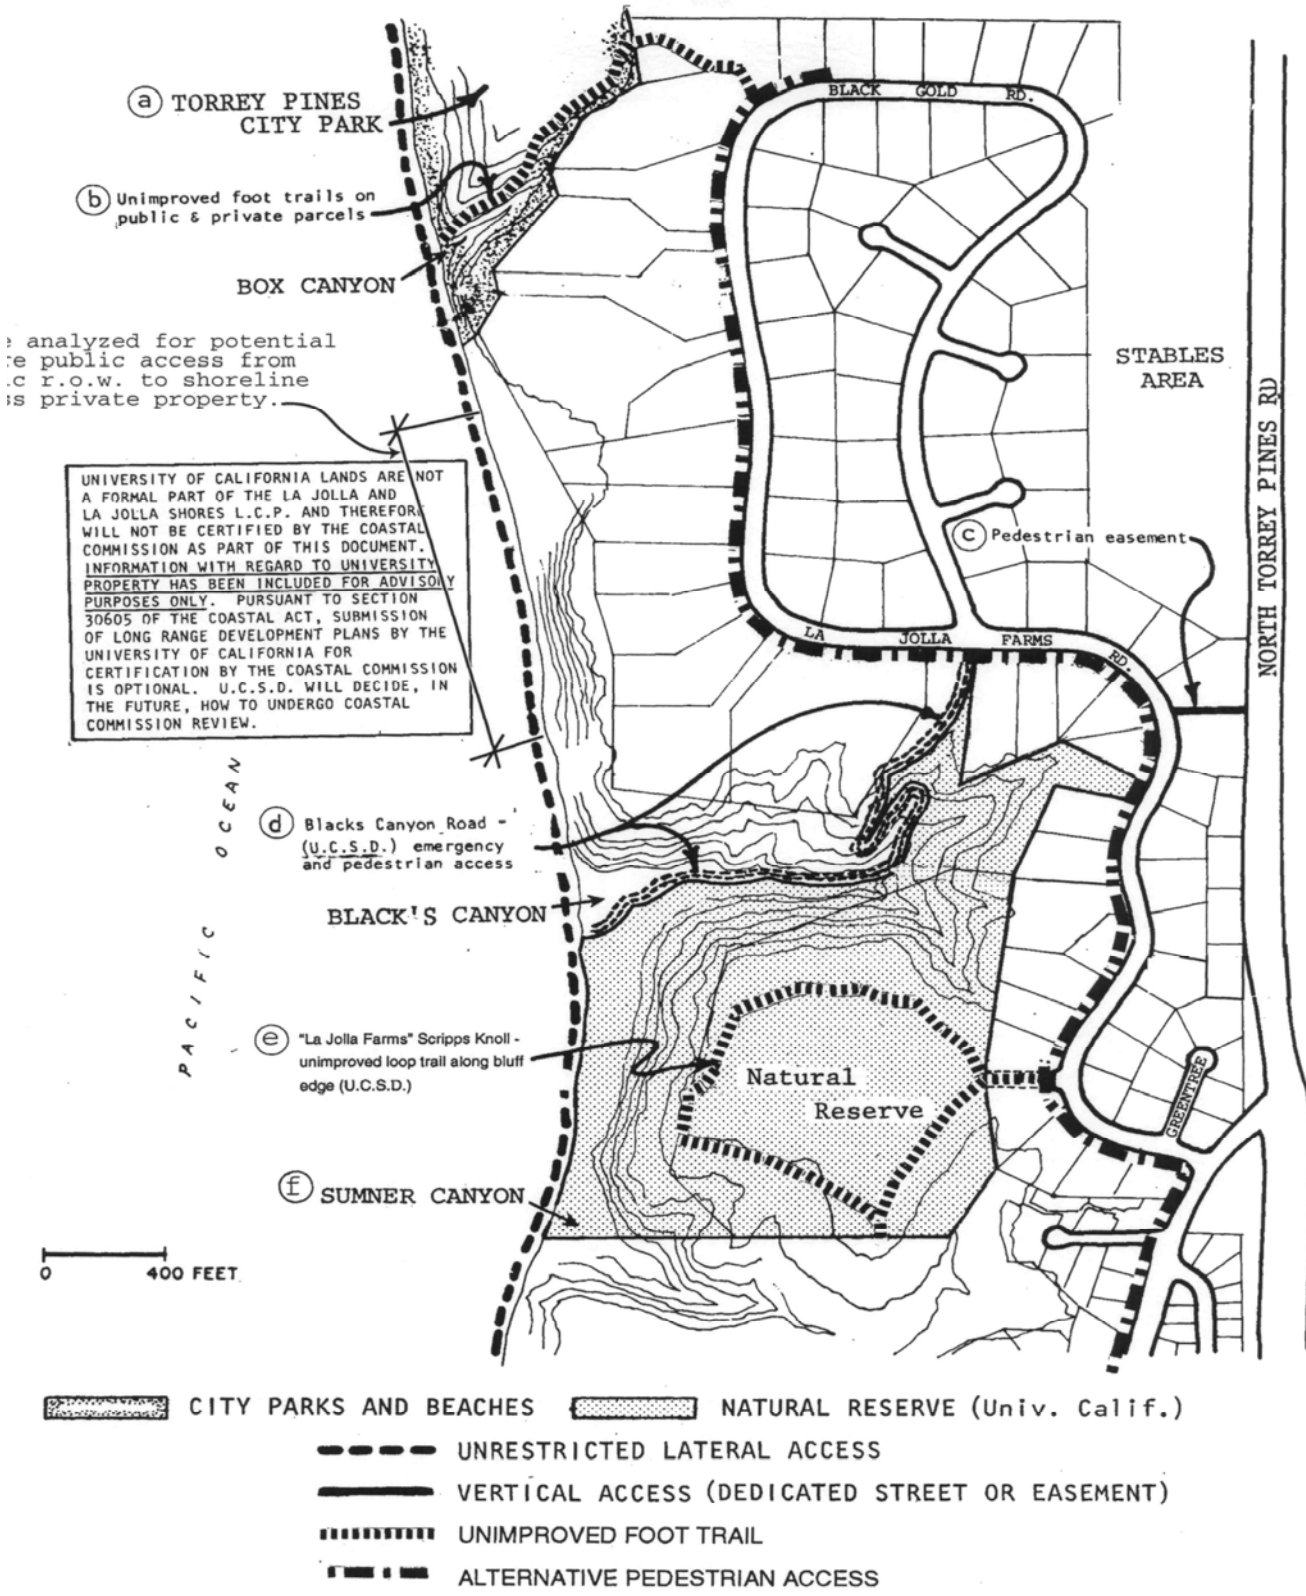 BLACK GOLD RD.
ⓐ TORREY PINES
CITY PARK
ⓑ Unimproved foot trails on
public & private parcels
BOX CANYON
e analyzed for potential
re public access from
ic r.o.w. to shoreline
ss private property.
STABLES
AREA
NORTH TORREY PINES RD
UNIVERSITY OF CALIFORNIA LANDS ARE NOT
A FORMAL PART OF THE LA JOLLA AND
LA JOLLA SHORES L.C.P. AND THEREFORE
WILL NOT BE CERTIFIED BY THE COASTAL
COMMISSION AS PART OF THIS DOCUMENT.
INFORMATION WITH REGARD TO UNIVERSITY
PROPERTY HAS BEEN INCLUDED FOR ADVISORY
PURPOSES ONLY. PURSUANT TO SECTION
30605 OF THE COASTAL ACT, SUBMISSION
OF LONG RANGE DEVELOPMENT PLANS BY THE
UNIVERSITY OF CALIFORNIA FOR
CERTIFICATION BY THE COASTAL COMMISSION
IS OPTIONAL. U.C.S.D. WILL DECIDE, IN
THE FUTURE, HOW TO UNDERGO COASTAL
COMMISSION REVIEW.
ⓒ Pedestrian easement
LA JOLLA FARMS RD.
PACIFIC OCEAN
ⓓ Blacks Canyon Road -
(U.C.S.D.) emergency
and pedestrian access
BLACK'S CANYON
ⓔ "La Jolla Farms" Scripps Knoll -
unimproved loop trail along bluff
edge (U.C.S.D.)
Natural
Reserve
GREENTREE
ⓕ SUMNER CANYON
0 400 FEET
CITY PARKS AND BEACHES
NATURAL RESERVE (Univ. Calif.)
UNRESTRICTED LATERAL ACCESS
VERTICAL ACCESS (DEDICATED STREET OR EASEMENT)
UNIMPROVED FOOT TRAIL
ALTERNATIVE PEDESTRIAN ACCESS